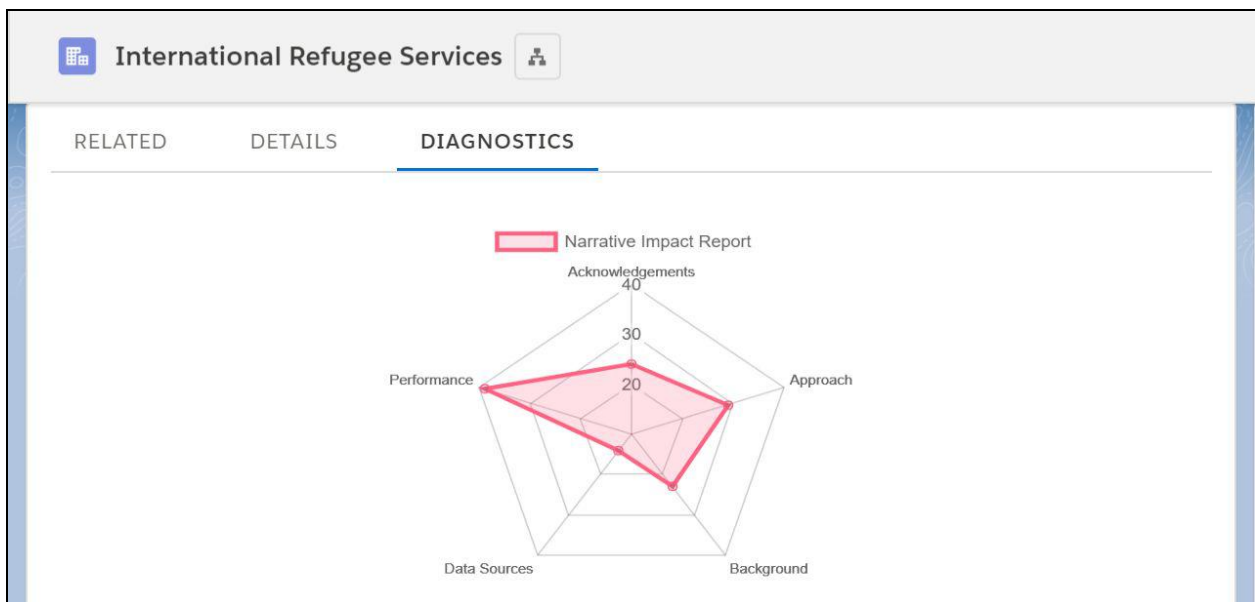 International Refugee Services
RELATED DETAILS DIAGNOSTICS
Narrative Impact Report
Acknowledgements
40
30
20
Performance
Approach
Data Sources
Background